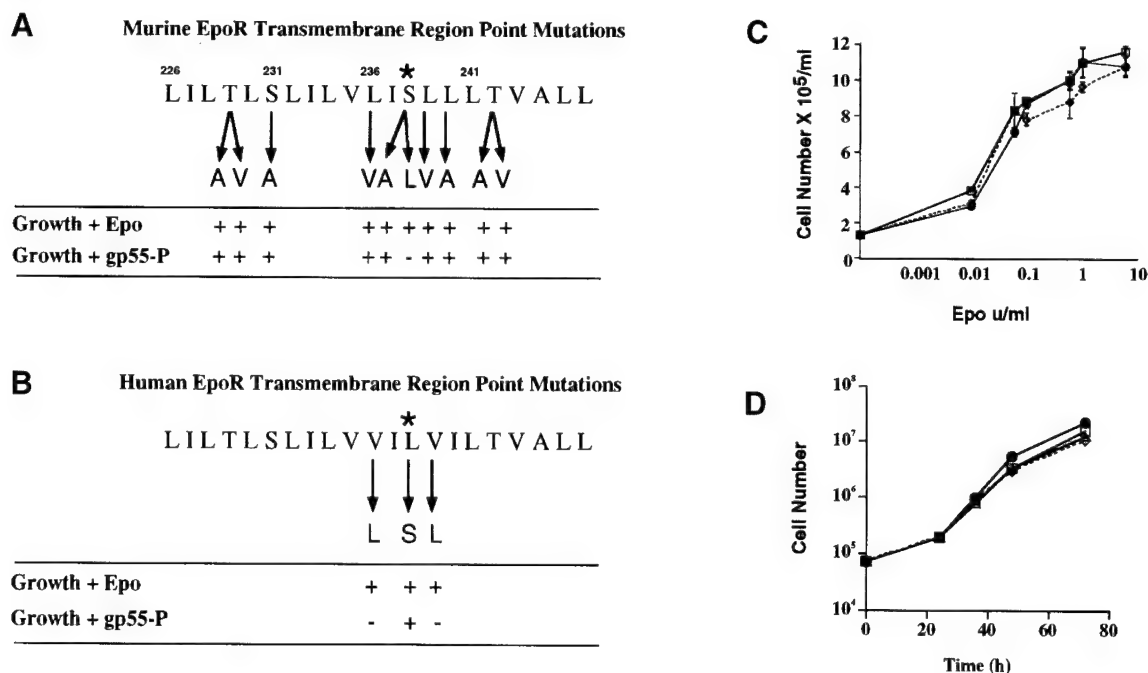 A
Murine EpoR Transmembrane Region Point Mutations
*
226 231 236 241
L I L T L S L I L V L I S L L L L T V A L L
A V A V A L V A A V
Growth + Epo + + + + + + + + + +
Growth + gp55-P + + + + + - + + + +
B
Human EpoR Transmembrane Region Point Mutations
*
L I L T L S L I L V V V I L V I L T V A L L
L S L
Growth + Epo + + +
Growth + gp55-P - + -
C
Cell Number X 10⁵/ml
12
10
8
6
4
2
0
0.001 0.01 0.1 1 10
Epo u/ml
D
Cell Number
10⁸
10⁷
10⁶
10⁵
10⁴
0 20 40 60 80
Time (h)